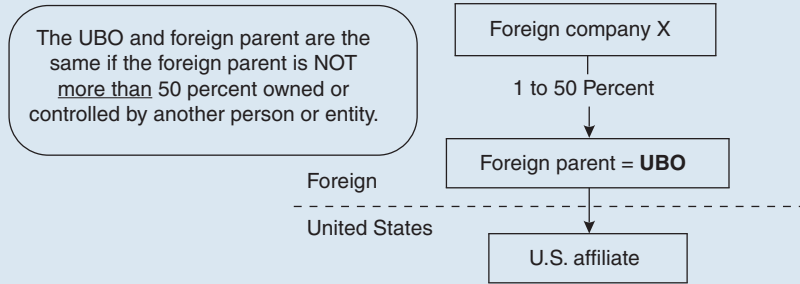 The UBO and foreign parent are the
same if the foreign parent is NOT
more than 50 percent owned or
controlled by another person or entity.
Foreign company X
1 to 50 Percent
Foreign parent = UBO
Foreign
United States
U.S. affiliate